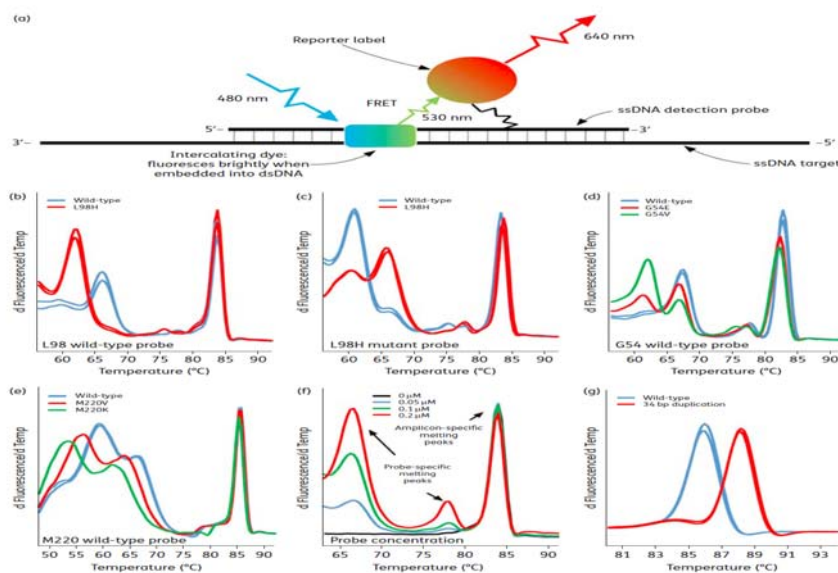 (a)
Reporter label
640 nm
480 nm
FRET
530 nm
ssDNA detection probe
5'–
–3'
3'–
–5'
Intercalating dye:
fluoresces brightly when
embedded into dsDNA
ssDNA target
(b)
Wild-type
L98H
d Fluorescence/d Temp
L98 wild-type probe
60 65 70 75 80 85 90
Temperature (°C)
(c)
Wild-type
L98H
d Fluorescence/d Temp
L98H mutant probe
60 65 70 75 80 85 90
Temperature (°C)
(d)
Wild-type
G54E
G54V
d Fluorescence/d Temp
G54 wild-type probe
60 65 70 75 80 85 90
Temperature (°C)
(e)
Wild-type
M220V
M220K
d Fluorescence/d Temp
M220 wild-type probe
50 55 60 65 70 75 80 85 90
Temperature (°C)
(f)
0 µM
0.05 µM
0.1 µM
0.2 µM
Amplicon-specific
melting
peaks
Probe-specific
melting
peaks
d Fluorescence/d Temp
Probe concentration
65 70 75 80 85 90
Temperature (°C)
(g)
Wild-type
34 bp duplication
d Fluorescence/d Temp
81 83 85 87 89 91 93
Temperature (°C)